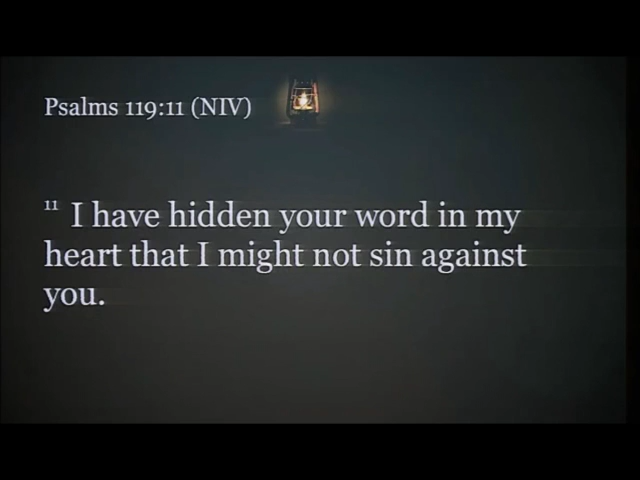 Psalms 119:11 (NIV)
11 I have hidden your word in my
heart that I might not sin against
you.